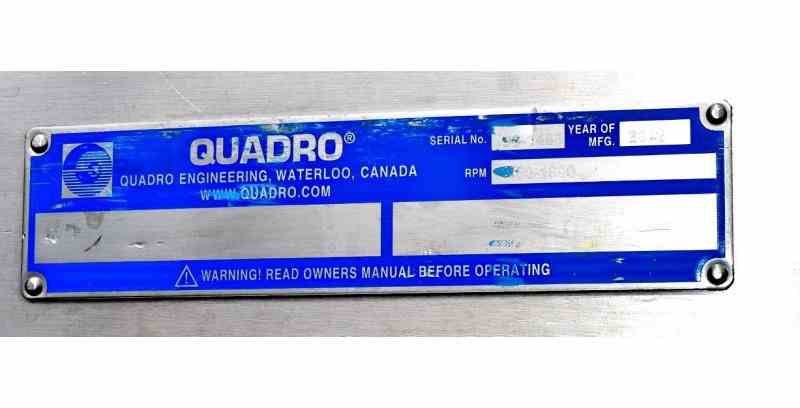 QUADRO®
QUADRO ENGINEERING, WATERLOO, CANADA
WWW.QUADRO.COM
SERIAL No.
YEAR OF MFG.
RPM
WARNING! READ OWNERS MANUAL BEFORE OPERATING